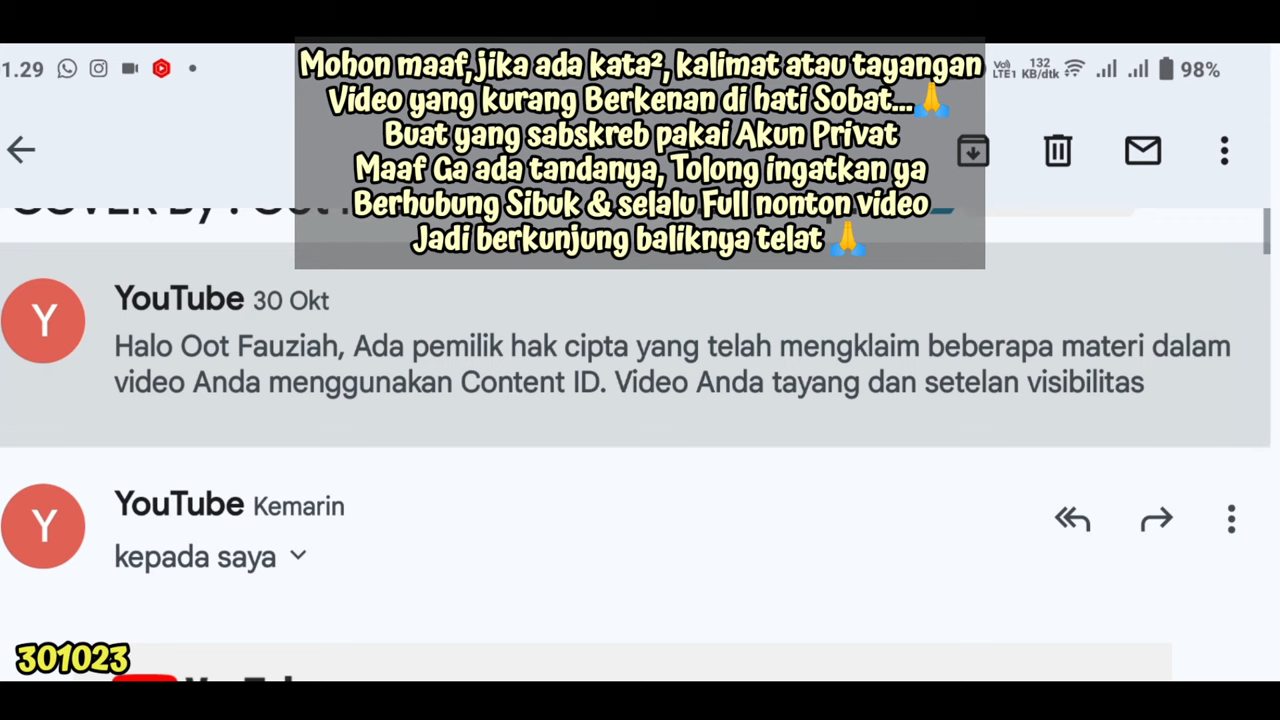 Mohon maaf,jika ada kata², kalimat atau tayangan
Video yang kurang Berkenan di hati Sobat...🙏
Buat yang sabskreb pakai Akun Privat
Maaf Ga ada tandanya, Tolong ingatkan ya
Berhubung Sibuk & selalu Full nonton video
Jadi berkunjung baliknya telat 🙏
1.29
VoLTE1 132 KB/dtk 98%
YouTube 30 Okt
Halo Oot Fauziah, Ada pemilik hak cipta yang telah mengklaim beberapa materi dalam
video Anda menggunakan Content ID. Video Anda tayang dan setelan visibilitas
YouTube Kemarin
kepada saya
301023